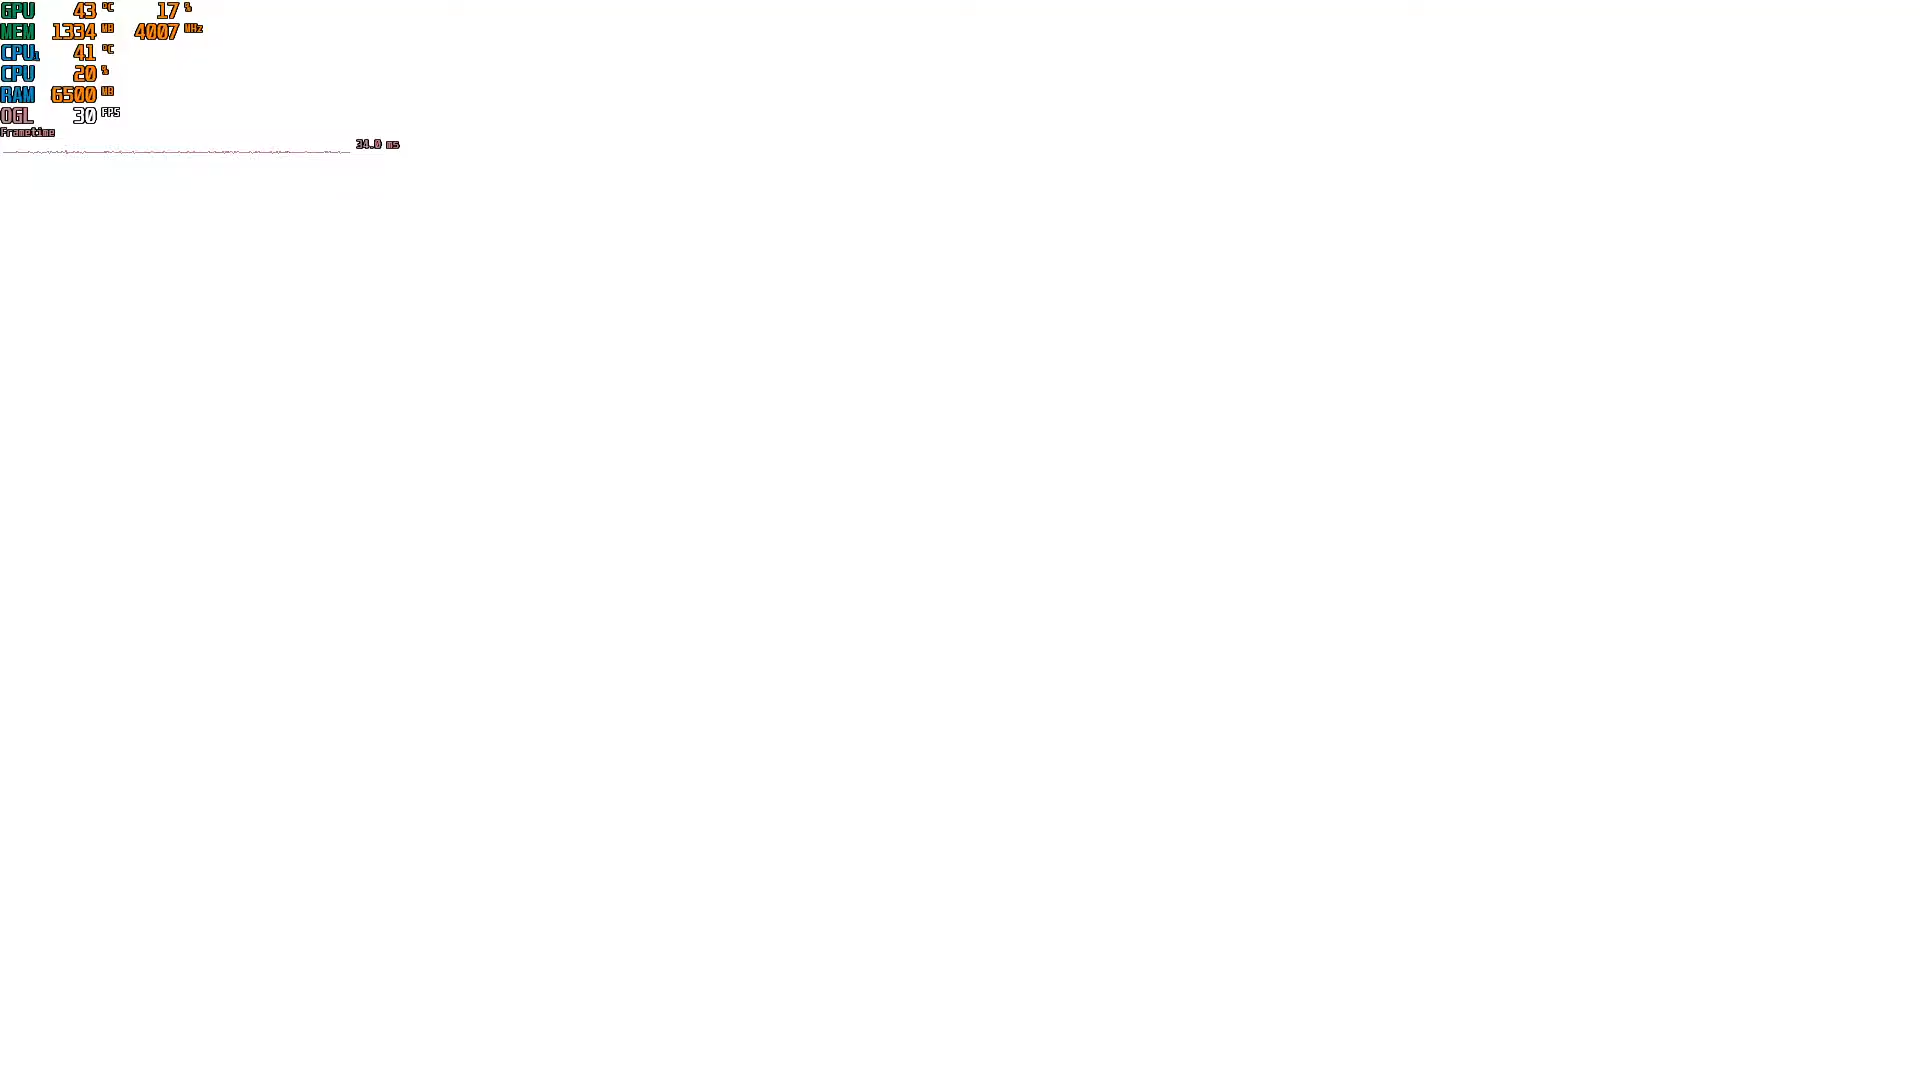 GPU 43 °C 17 %
MEM 1334 MB 4007 MHz
CPU1 41 °C
CPU 20 %
RAM 6500 MB
OGL 30 FPS
Frametime
34.0 ms